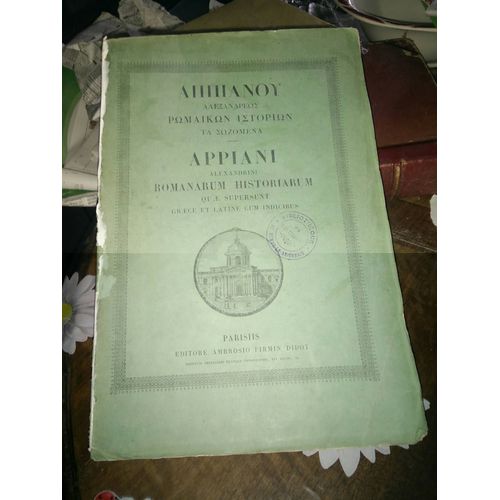 ΑΠΠΙΑΝΟΥ
ΑΛΕΞΑΝΔΡΕΩΣ
ΡΩΜΑΙΚΩΝ ΙΣΤΟΡΙΩΝ
ΤΑ ΣΩΖΟΜΕΝΑ
APPIANI
ALEXANDRINI
ROMANARUM HISTORIARUM
QUÆ SUPERSUNT
GRÆCE ET LATINE CUM INDICIBUS
PARISIIS
EDITORE AMBROSIO FIRMIN DIDOT